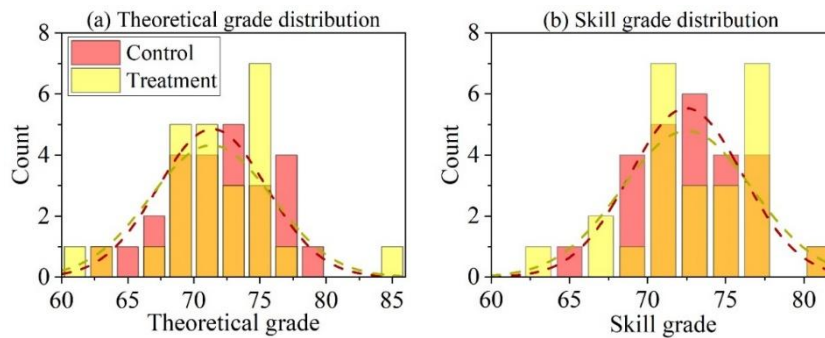 (a) Theoretical grade distribution
Control
Treatment
Count
8
6
4
2
0
60 65 70 75 80 85
Theoretical grade
(b) Skill grade distribution
Count
8
6
4
2
0
60 65 70 75 80
Skill grade